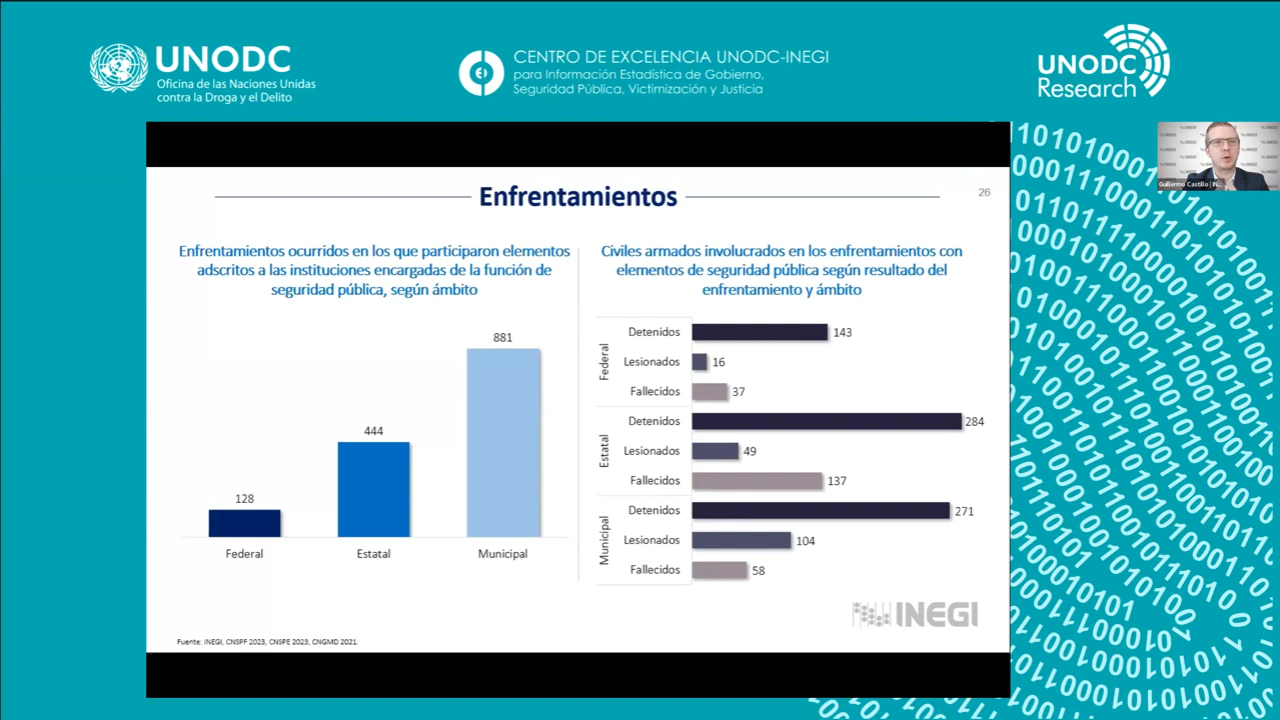 UNODC
Oficina de las Naciones Unidas
contra la Droga y el Delito
CENTRO DE EXCELENCIA UNODC-INEGI
para Información Estadística de Gobierno,
Seguridad Pública, Victimización y Justicia
UNODC
Research
Guillermo Castillo | IN...
Enfrentamientos
26
Enfrentamientos ocurridos en los que participaron elementos
adscritos a las instituciones encargadas de la función de
seguridad pública, según ámbito
881
444
128
Federal
Estatal
Municipal
Civiles armados involucrados en los enfrentamientos con
elementos de seguridad pública según resultado del
enfrentamiento y ámbito
Federal
Detenidos 143
Lesionados 16
Fallecidos 37
Estatal
Detenidos 284
Lesionados 49
Fallecidos 137
Municipal
Detenidos 271
Lesionados 104
Fallecidos 58
INEGI
Fuente: INEGI, CNSPF 2023, CNSPE 2023, CNGMD 2021.